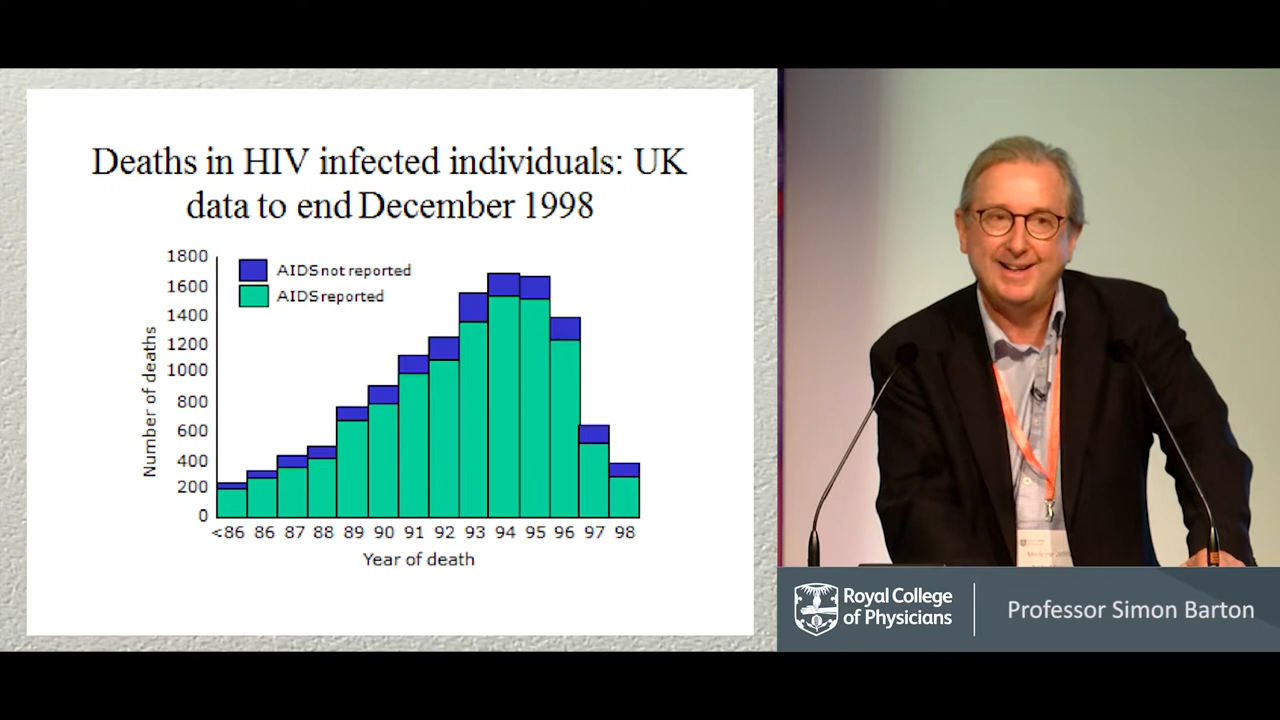 Deaths in HIV infected individuals: UK
data to end December 1998
1800
1600
1400
1200
1000
800
600
400
200
0
AIDS not reported
AIDS reported
Number of deaths
<86 86 87 88 89 90 91 92 93 94 95 96 97 98
Year of death
Royal College
of Physicians
Professor Simon Barton